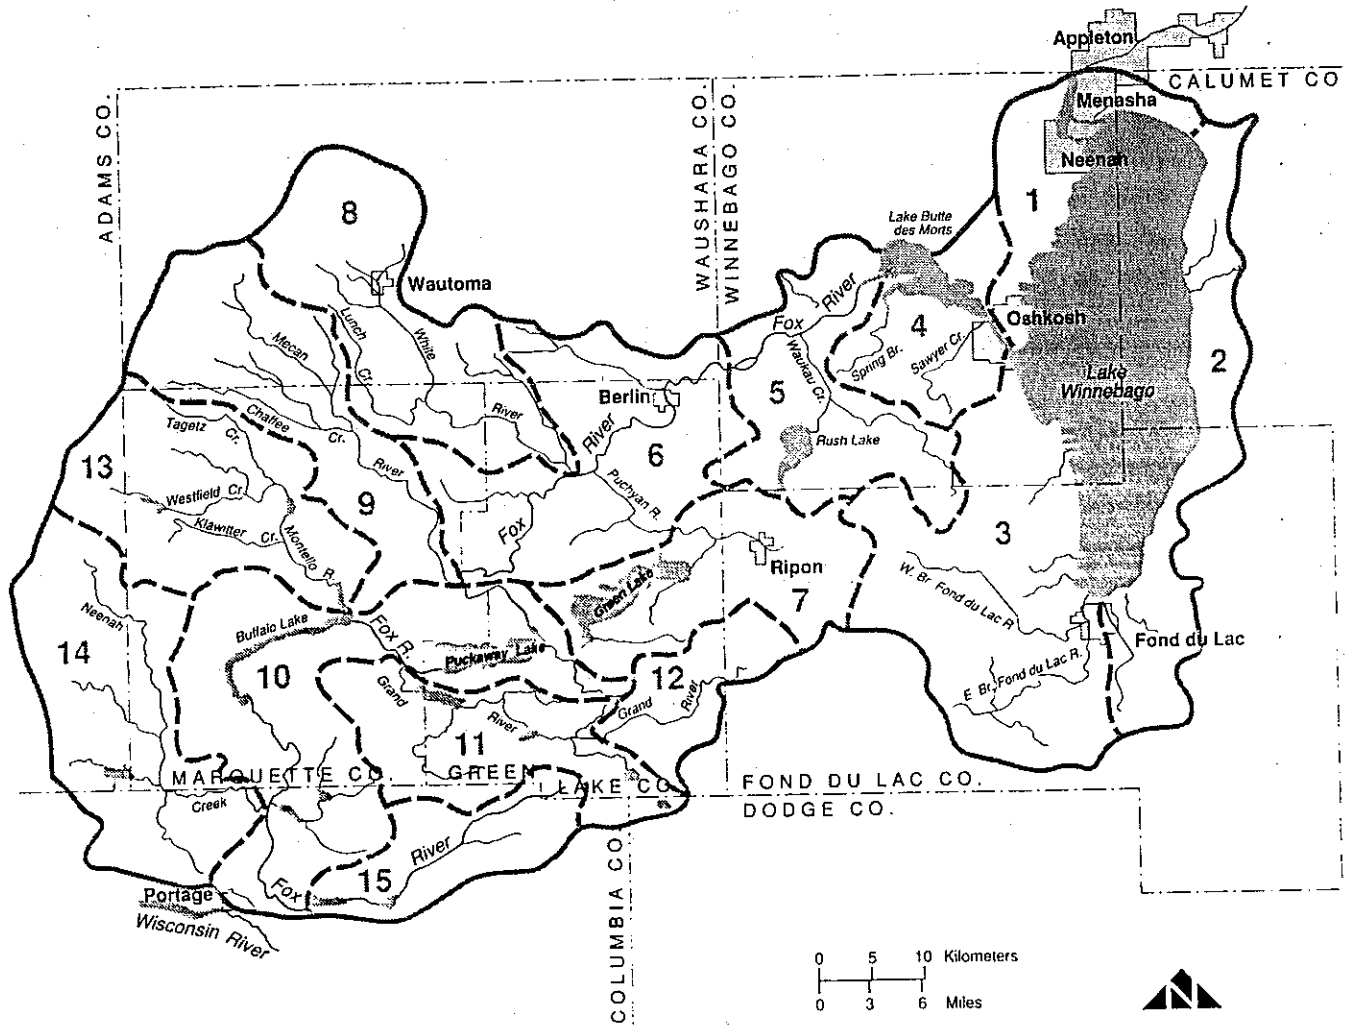 Appleton
CALUMET CO
Menasha
Neenah
ADAMS CO.
WAUSHARA CO.
WINNEBAGO CO.
1
8
Lake Butte
des Morts
Wautoma
Lunch
Cr.
White
River
Mecan
River
Fox
River
4
Oshkosh
Spring Br.
Sawyer Cr.
Waukau Cr.
2
Lake
Winnebago
5
Berlin
River
Rush Lake
6
Chaffee
Cr.
Tagetz
Cr.
13
Westfield Cr.
Klawitter Cr.
9
Montello R.
Puchyan R.
Fox
3
Ripon
W. Br Fond du Lac R
Green Lake
7
Neenah
Buffalo Lake
Fox R.
Puckaway Lake
Fond du Lac
14
10
Grand
River
12
Grand
River
E Br. Fond du Lac R.
11
MARQUETTE CO.
GREEN
LAKE CO.
FOND DU LAC CO.
DODGE CO.
Creek
River
15
Fox
Portage
Wisconsin River
COLUMBIA CO.
0 5 10 Kilometers
0 3 6 Miles
N